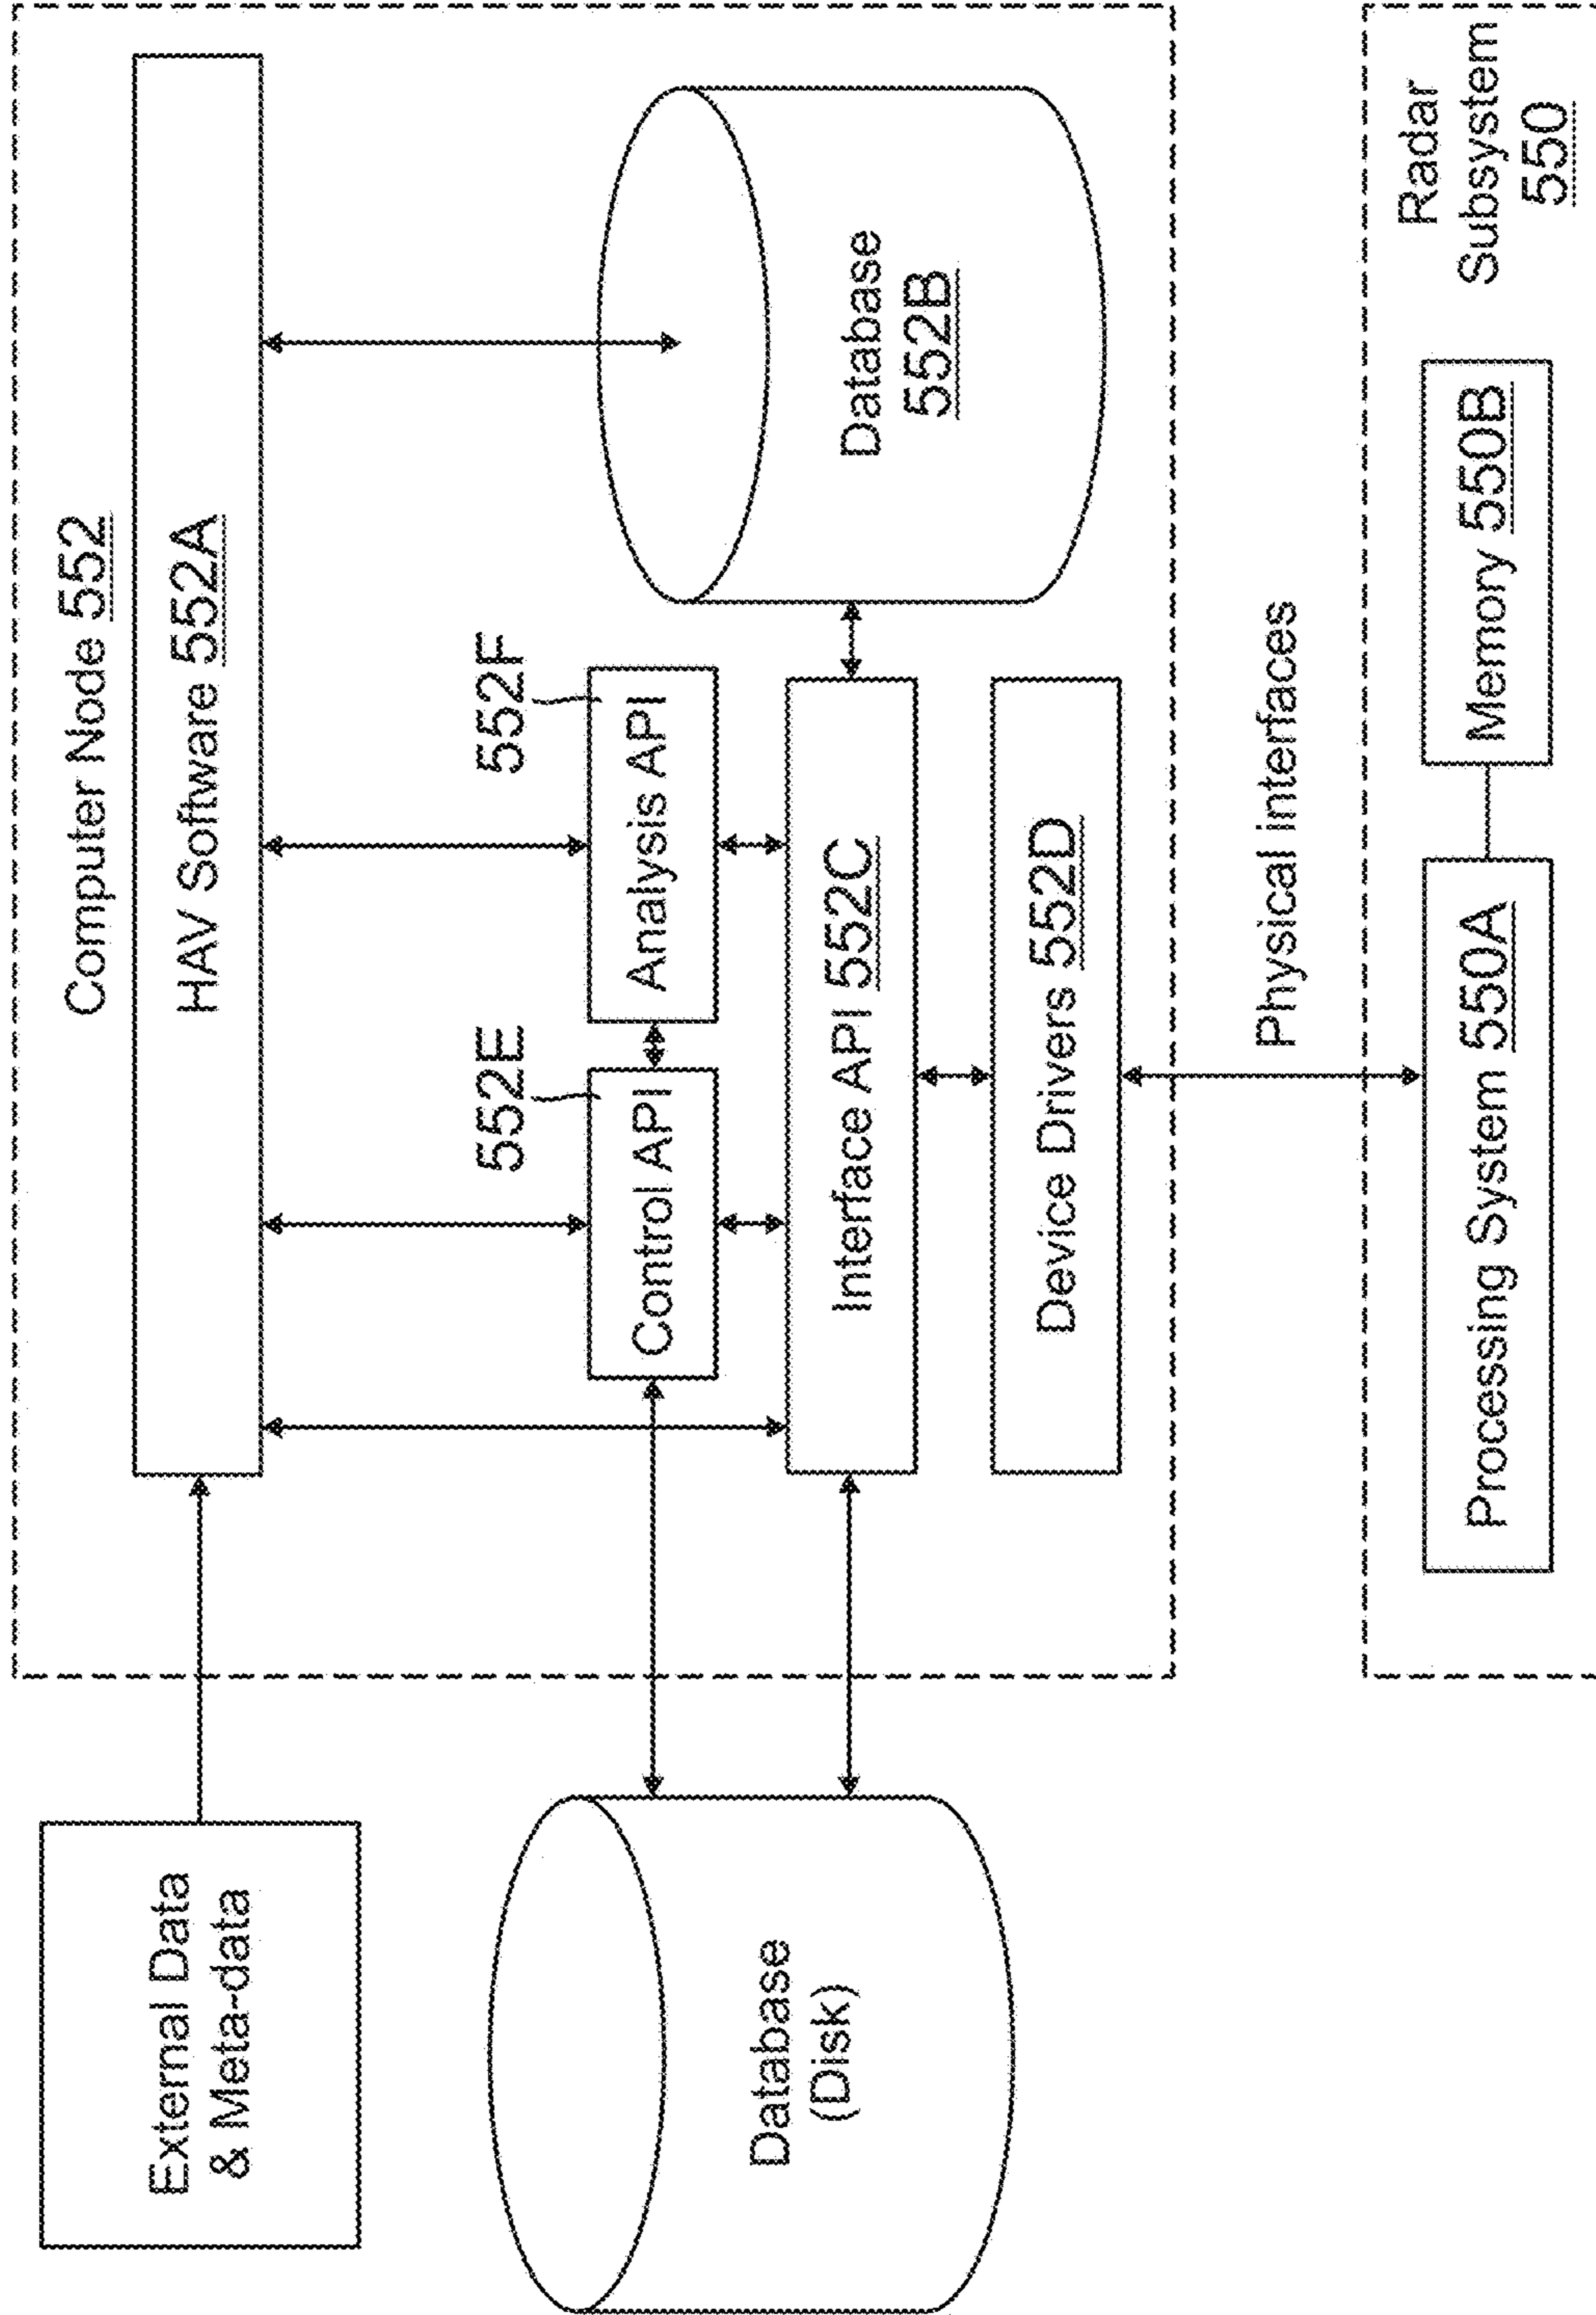 External Data
& Meta-data
Database
(Disk)
Computer Node 552
HAV Software 552A
552E
552F
Control API
Analysis API
Interface API 552C
Device Drivers 552D
Database
552B
Physical interfaces
Radar
Subsystem
550
Processing System 550A
Memory 550B